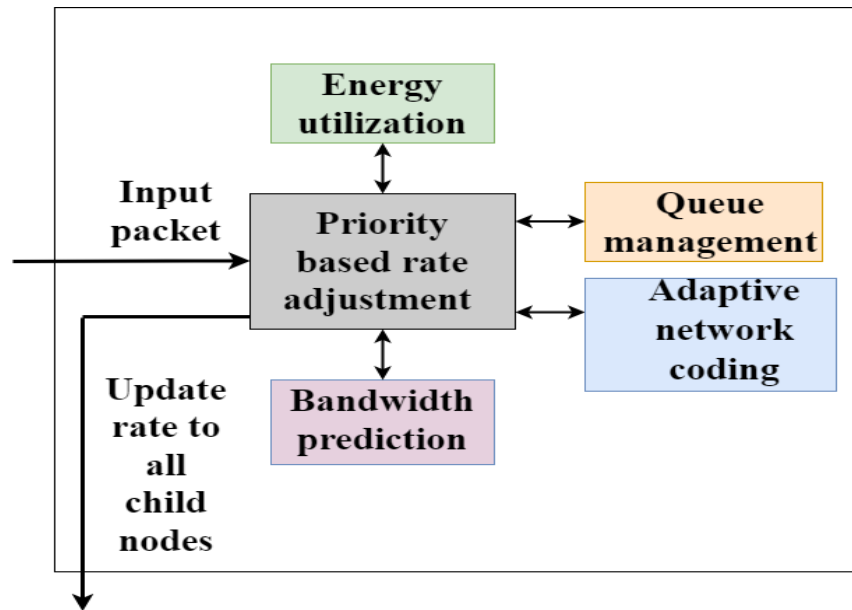 Energy
utilization
Input
packet
Priority
based rate
adjustment
Queue
management
Adaptive
network
coding
Update
rate to
all
child
nodes
Bandwidth
prediction